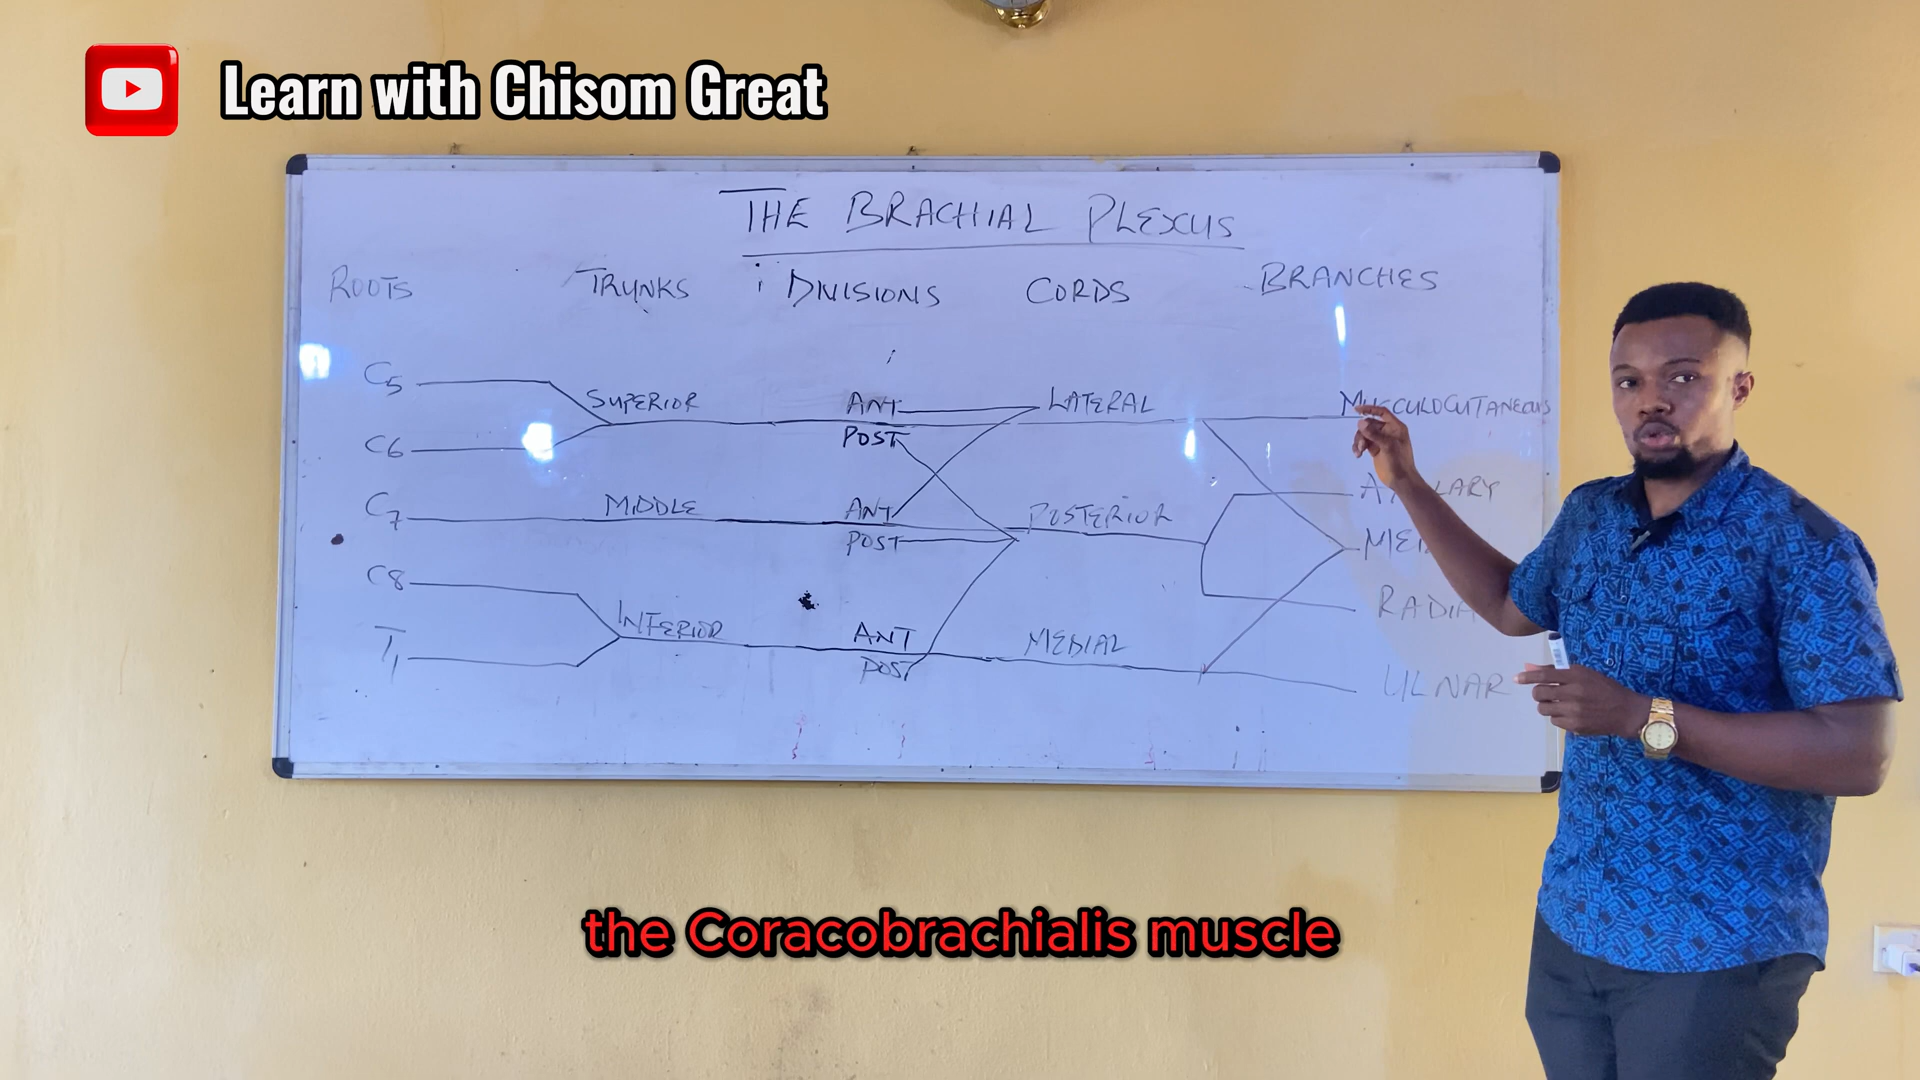 Learn with Chisom Great
THE BRACHIAL PLEXUS
ROOTS TRUNKS DIVISIONS CORDS BRANCHES
C5 SUPERIOR ANT LATERAL MUSCULOCUTANEOUS
POST
C6
AXILLARY
C7 MIDDLE ANT POSTERIOR
POST
C8
RADIA
INFERIOR ANT MEDIAL
T1 POST
ULNAR
the Coracobrachialis muscle